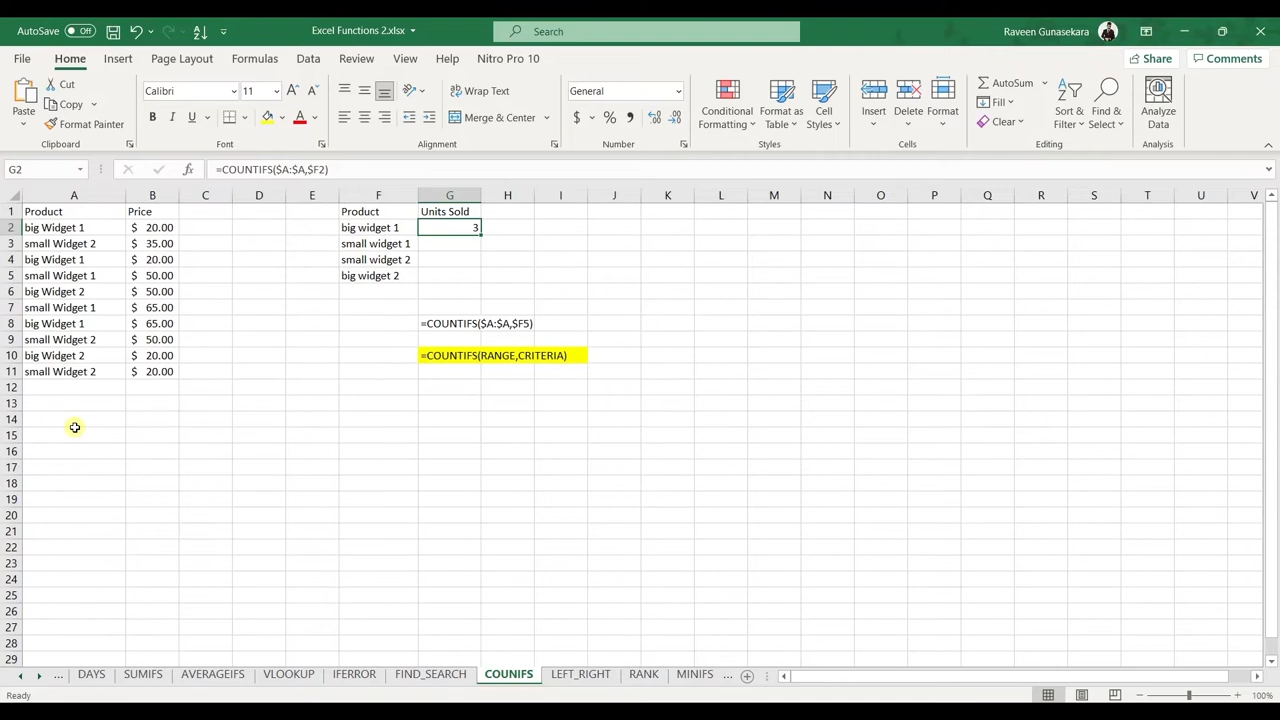 AutoSave Off Excel Functions 2.xlsx Search Raveen Gunasekara
File Home Insert Page Layout Formulas Data Review View Help Nitro Pro 10 Share Comments
Paste Cut Copy Format Painter Calibri 11 B I U A Wrap Text Merge & Center General $ % Conditional Formatting Format as Table Cell Styles Insert Delete Format AutoSum Fill Clear Sort & Filter Find & Select Analyze Data
Clipboard Font Alignment Number Styles Cells Editing Analysis
G2 fx =COUNTIFS($A:$A,$F2)
A B C D E F G H I J K L M N O P Q R S T U V
1 Product Price Product Units Sold
2 big Widget 1 $ 20.00 big widget 1 3
3 small Widget 2 $ 35.00 small widget 1
4 big Widget 1 $ 20.00 small widget 2
5 small Widget 1 $ 50.00 big widget 2
6 big Widget 2 $ 50.00
7 small Widget 1 $ 65.00
8 big Widget 1 $ 65.00 =COUNTIFS($A:$A,$F5)
9 small Widget 2 $ 50.00
10 big Widget 2 $ 20.00 =COUNTIFS(RANGE,CRITERIA)
11 small Widget 2 $ 20.00
12
13
14
15
16
17
18
19
20
21
22
23
24
25
26
27
28
29
... DAYS SUMIFS AVERAGEIFS VLOOKUP IFERROR FIND_SEARCH COUNIFS LEFT_RIGHT RANK MINIFS ...
Ready 100%